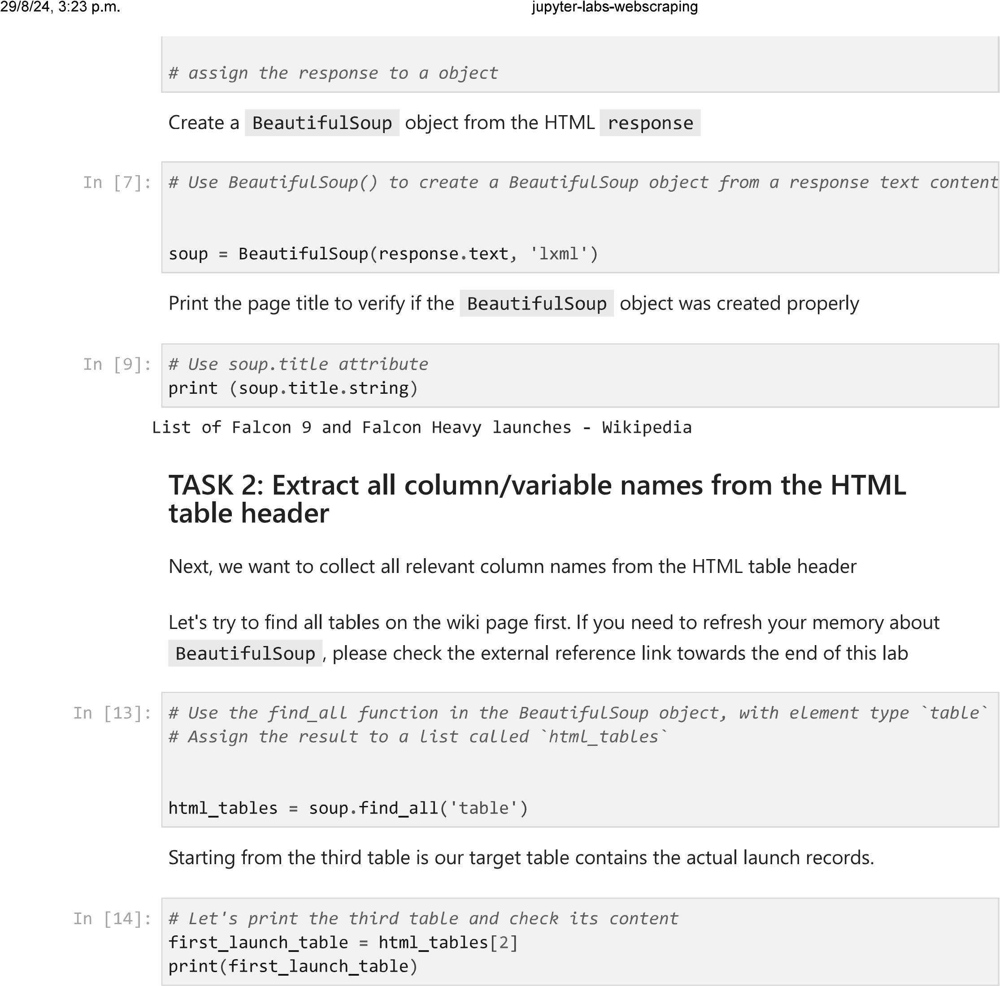 29/8/24, 3:23 p.m. jupyter-labs-webscraping
# assign the response to a object
Create a BeautifulSoup object from the HTML response
In [7]: # Use BeautifulSoup() to create a BeautifulSoup object from a response text content
soup = BeautifulSoup(response.text, 'lxml')
Print the page title to verify if the BeautifulSoup object was created properly
In [9]: # Use soup.title attribute
print (soup.title.string)
List of Falcon 9 and Falcon Heavy launches - Wikipedia
TASK 2: Extract all column/variable names from the HTML
table header
Next, we want to collect all relevant column names from the HTML table header
Let's try to find all tables on the wiki page first. If you need to refresh your memory about
BeautifulSoup , please check the external reference link towards the end of this lab
In [13]: # Use the find_all function in the BeautifulSoup object, with element type `table`
# Assign the result to a list called `html_tables`
html_tables = soup.find_all('table')
Starting from the third table is our target table contains the actual launch records.
In [14]: # Let's print the third table and check its content
first_launch_table = html_tables[2]
print(first_launch_table)